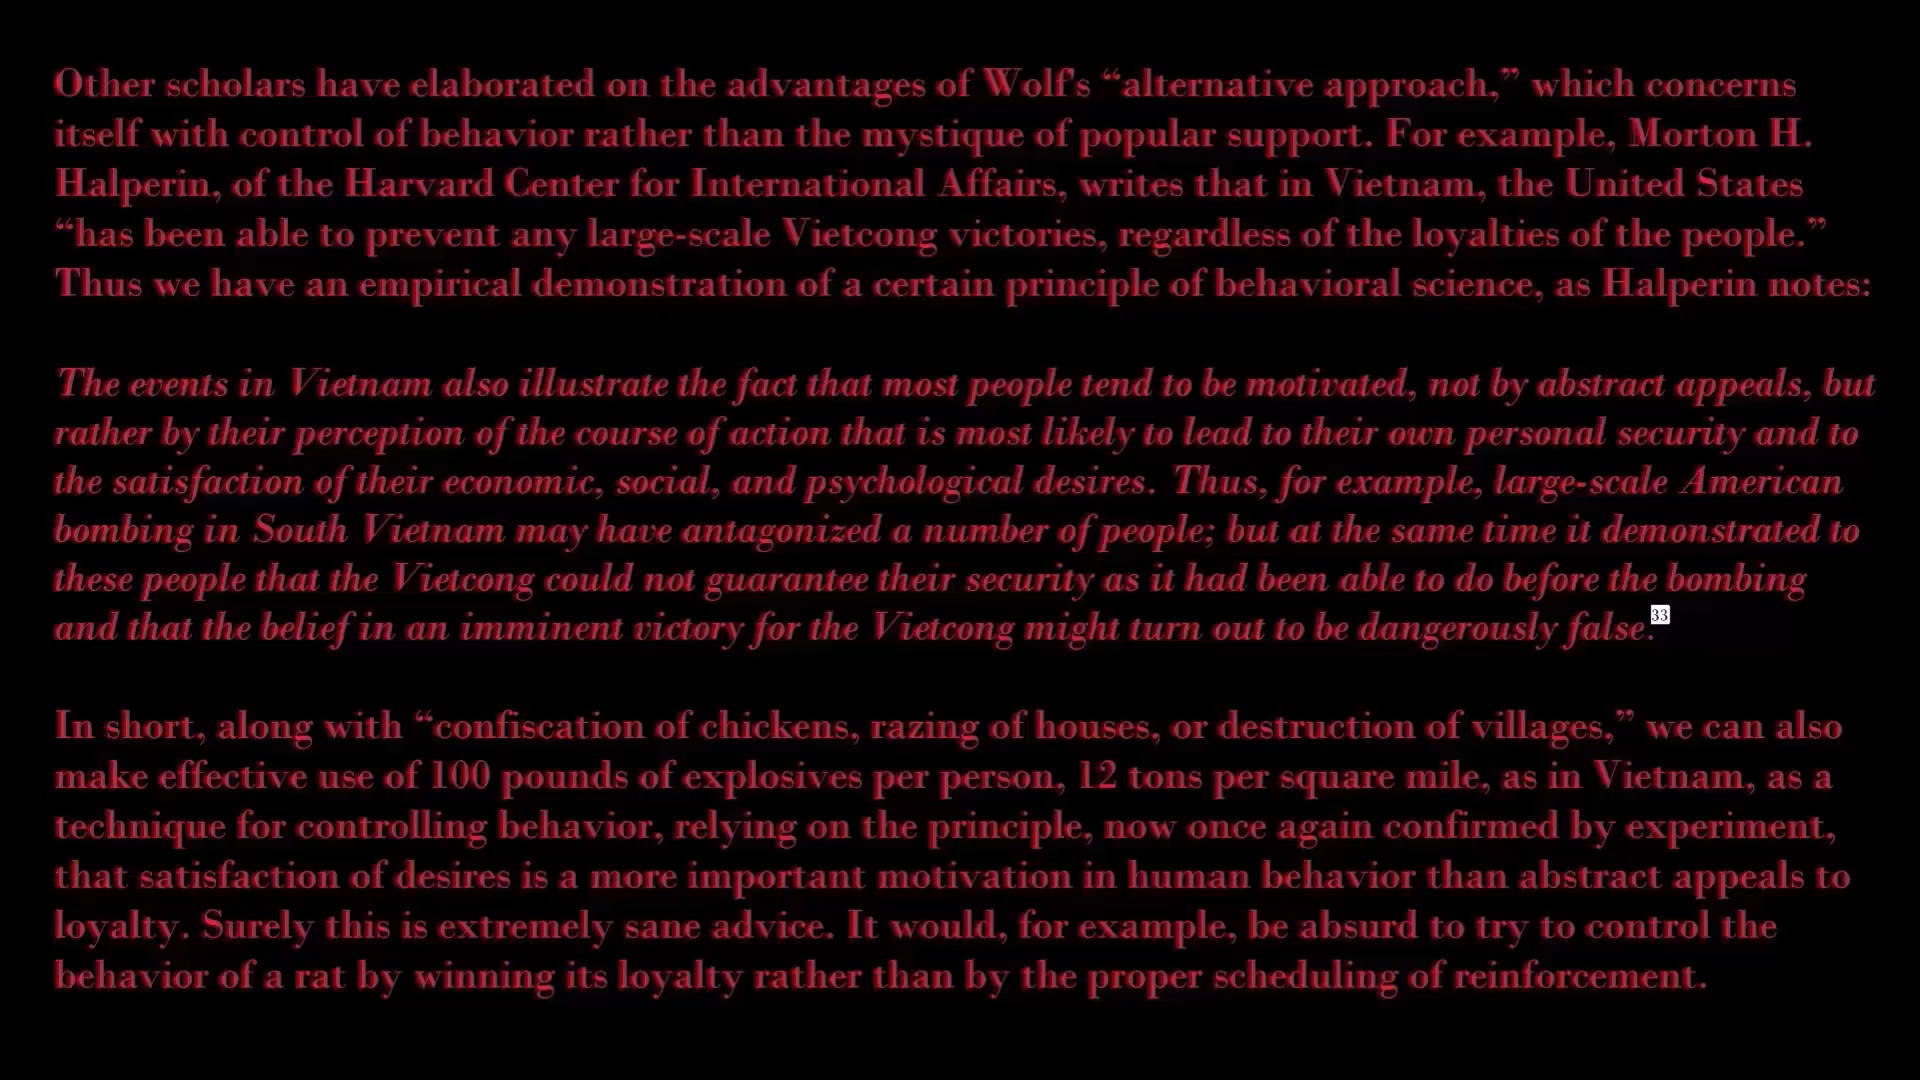 Other scholars have elaborated on the advantages of Wolf's “alternative approach,” which concerns
itself with control of behavior rather than the mystique of popular support. For example, Morton H.
Halperin, of the Harvard Center for International Affairs, writes that in Vietnam, the United States
“has been able to prevent any large-scale Vietcong victories, regardless of the loyalties of the people.”
Thus we have an empirical demonstration of a certain principle of behavioral science, as Halperin notes:
The events in Vietnam also illustrate the fact that most people tend to be motivated, not by abstract appeals, but
rather by their perception of the course of action that is most likely to lead to their own personal security and to
the satisfaction of their economic, social, and psychological desires. Thus, for example, large-scale American
bombing in South Vietnam may have antagonized a number of people; but at the same time it demonstrated to
these people that the Vietcong could not guarantee their security as it had been able to do before the bombing
and that the belief in an imminent victory for the Vietcong might turn out to be dangerously false.33
In short, along with “confiscation of chickens, razing of houses, or destruction of villages,” we can also
make effective use of 100 pounds of explosives per person, 12 tons per square mile, as in Vietnam, as a
technique for controlling behavior, relying on the principle, now once again confirmed by experiment,
that satisfaction of desires is a more important motivation in human behavior than abstract appeals to
loyalty. Surely this is extremely sane advice. It would, for example, be absurd to try to control the
behavior of a rat by winning its loyalty rather than by the proper scheduling of reinforcement.